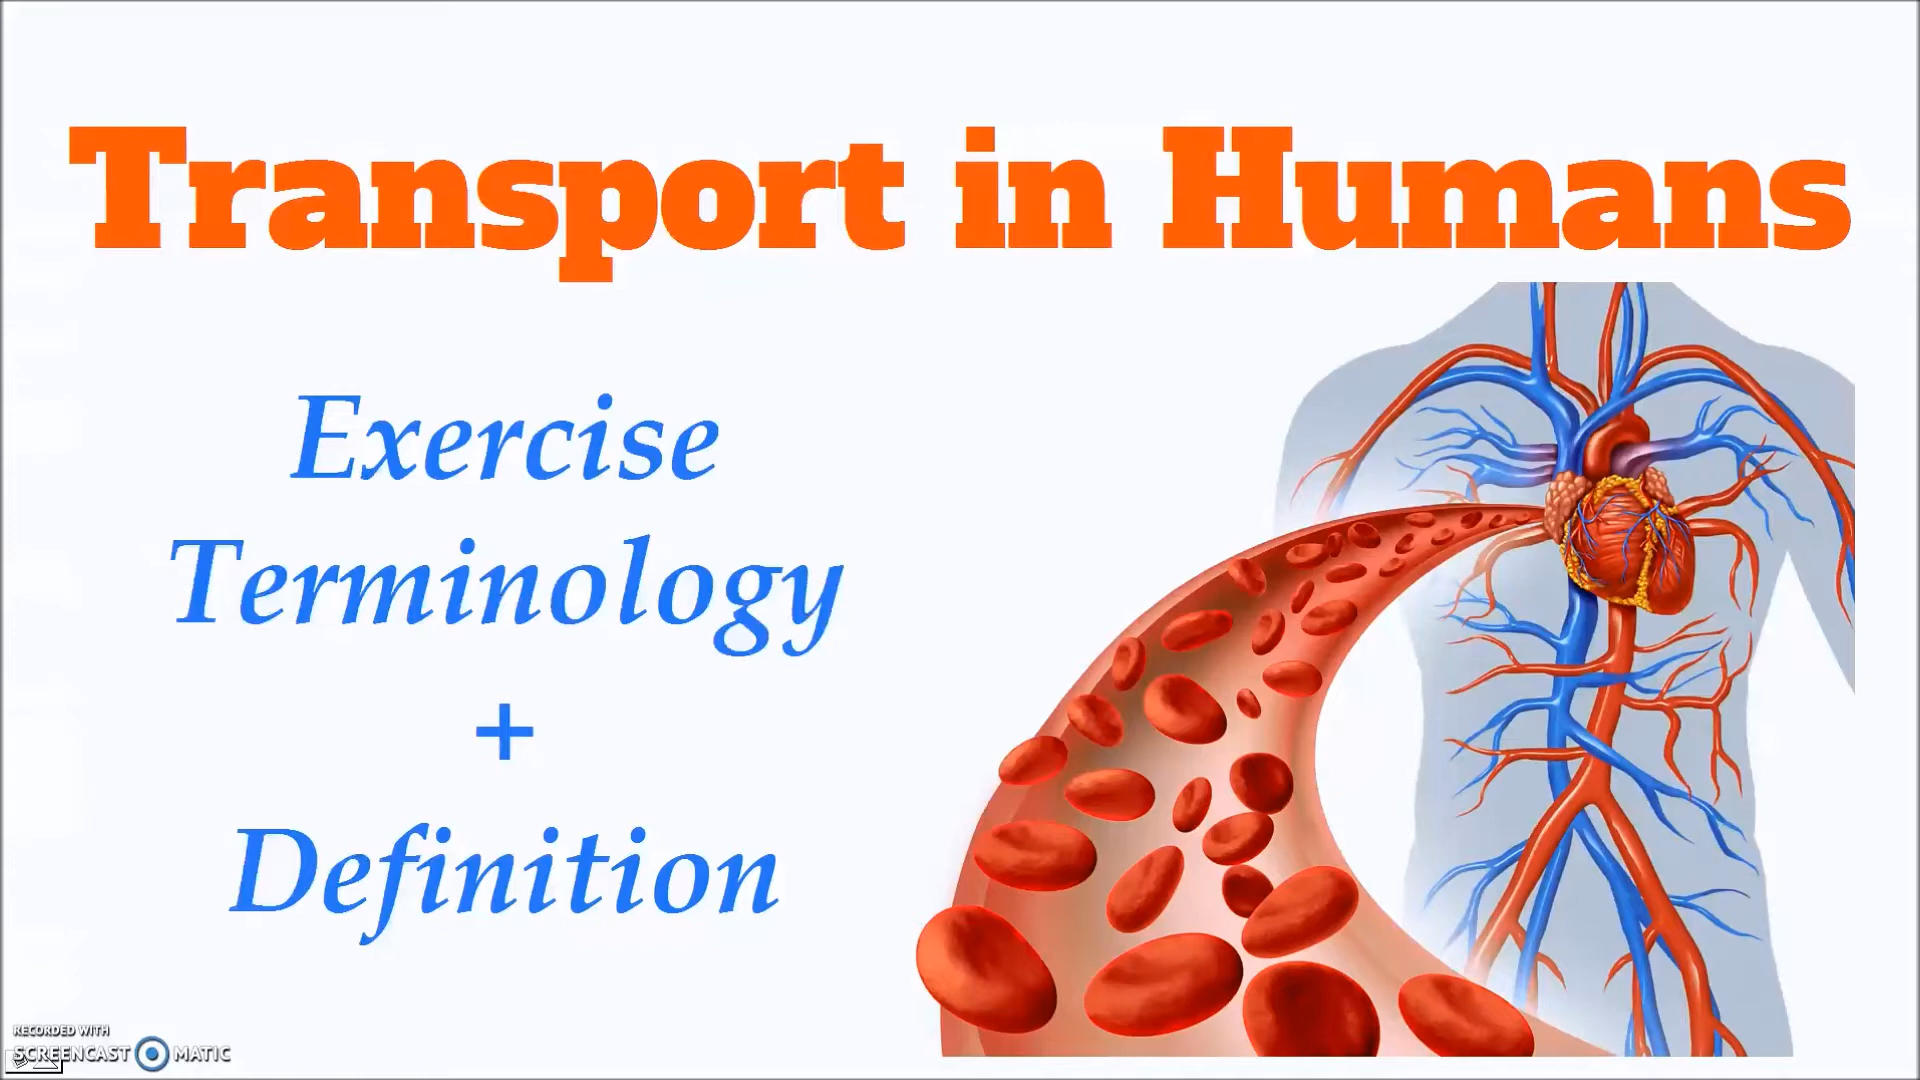 Transport in Humans
Exercise
Terminology
+
Definition
RECORDED WITH
SCREENCAST MATIC